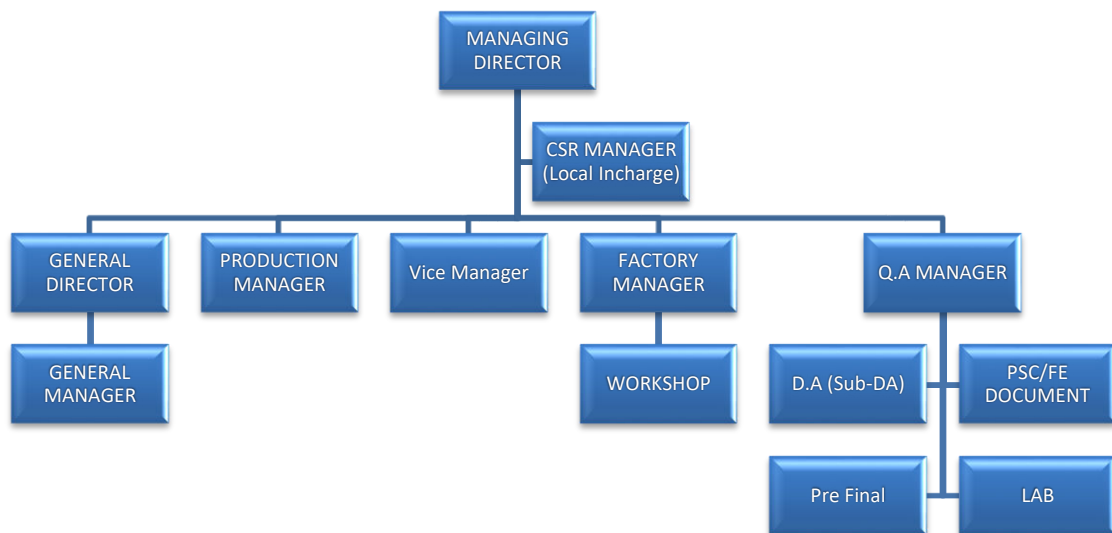 MANAGING
DIRECTOR
CSR MANAGER
(Local Incharge)
GENERAL
DIRECTOR
PRODUCTION
MANAGER
Vice Manager
FACTORY
MANAGER
Q.A MANAGER
GENERAL
MANAGER
WORKSHOP
D.A (Sub-DA)
PSC/FE
DOCUMENT
Pre Final
LAB